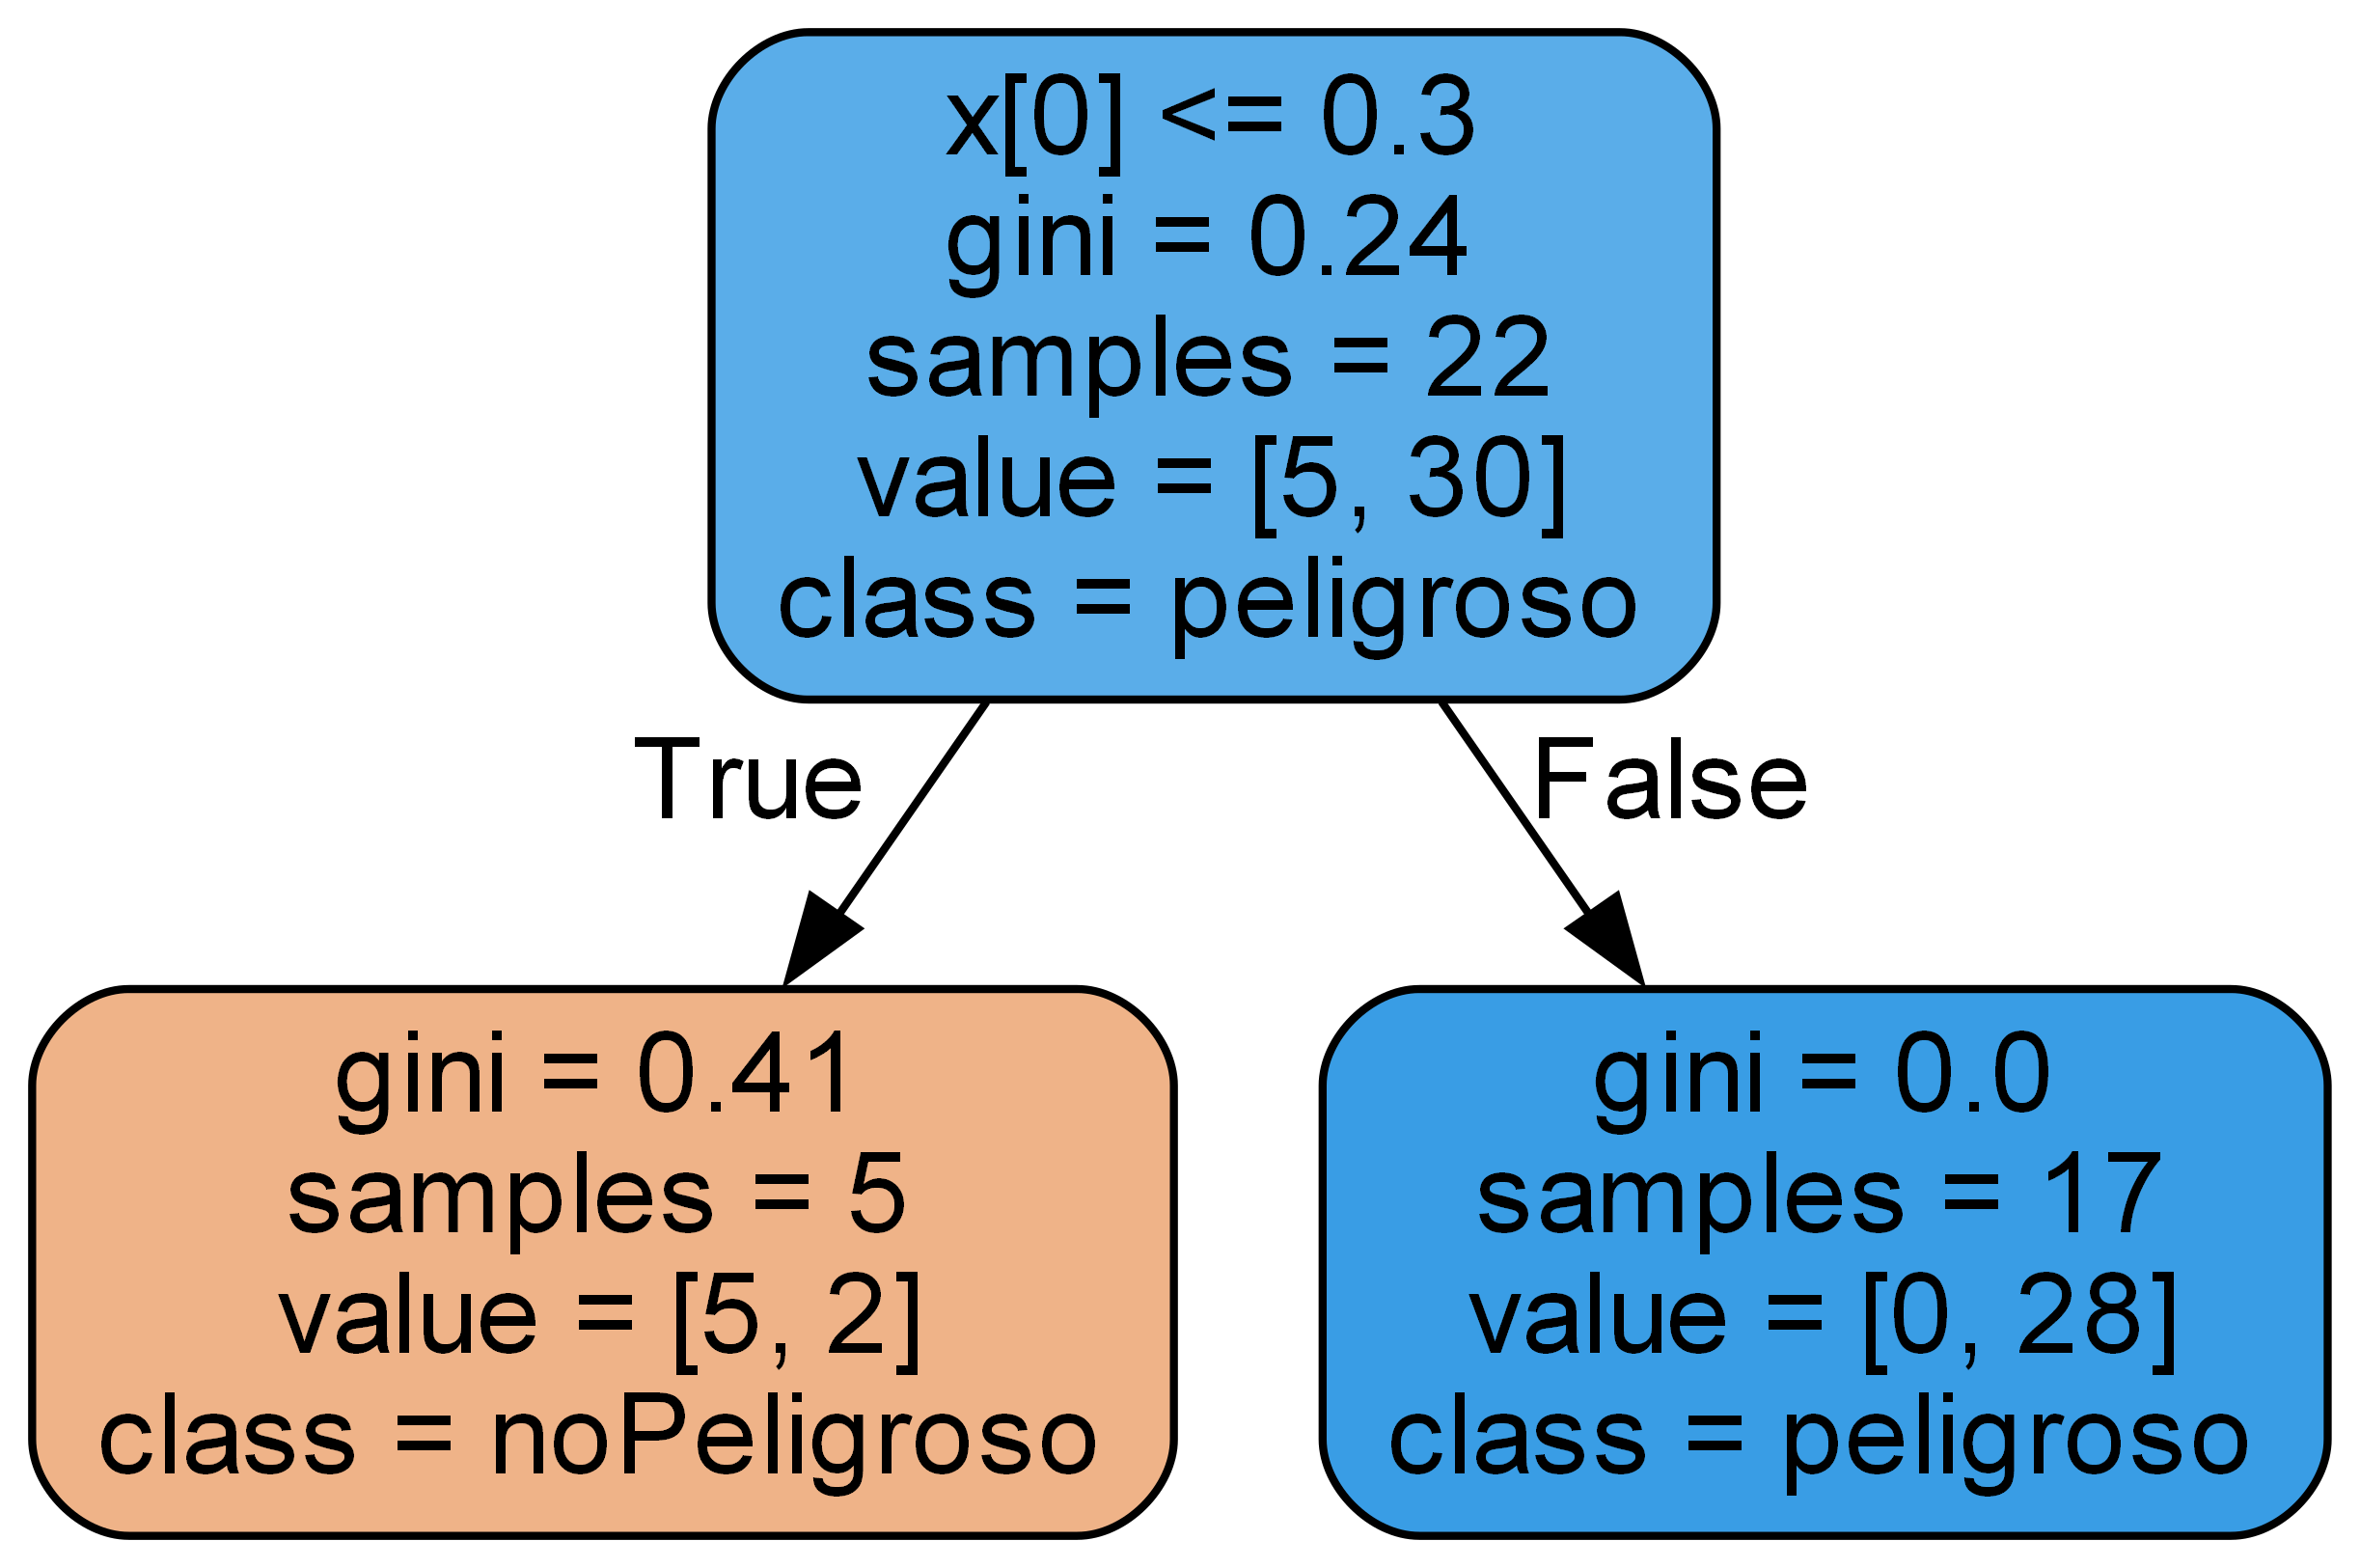 x[0] <= 0.3
gini = 0.24
samples = 22
value = [5, 30]
class = peligroso
True
False
gini = 0.41
samples = 5
value = [5, 2]
class = noPeligroso
gini = 0.0
samples = 17
value = [0, 28]
class = peligroso